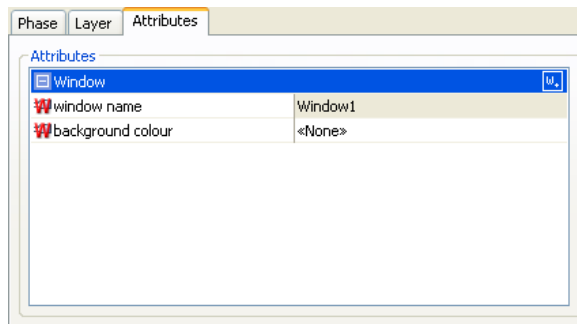 Phase Layer Attributes
Attributes
Window
window name Window1
background colour «None»